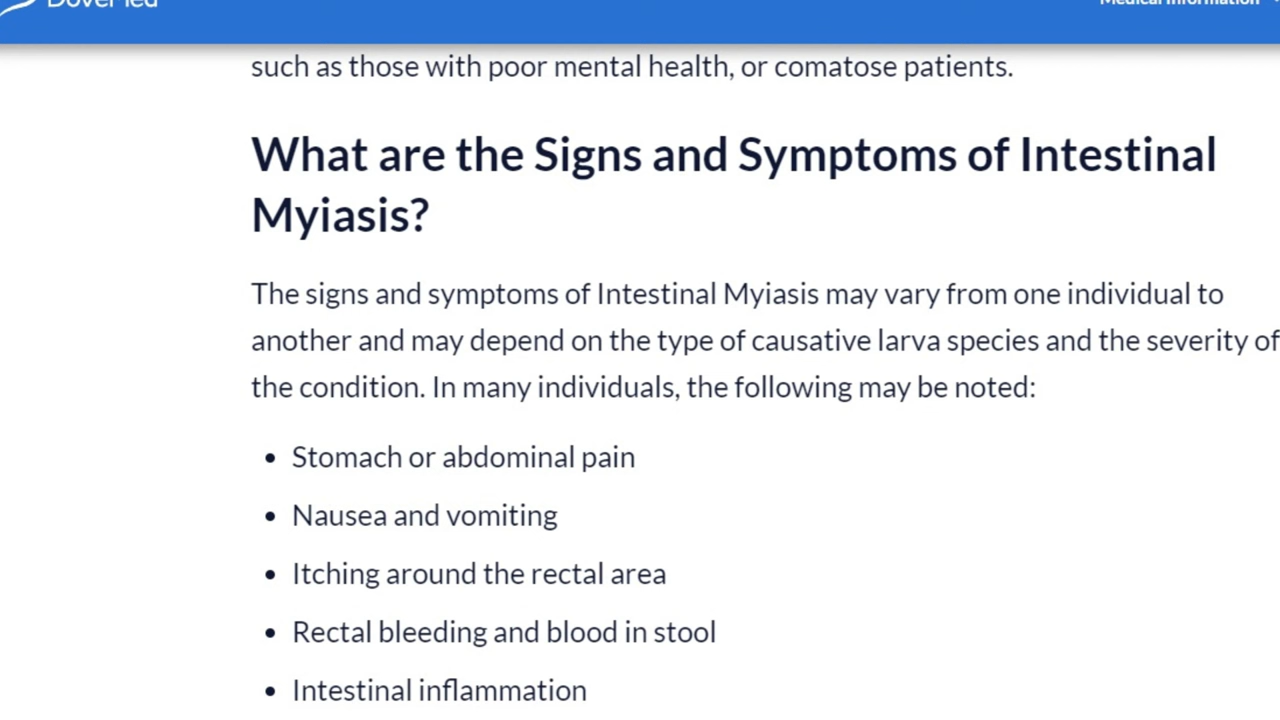 DoveMed
Medical Information
such as those with poor mental health, or comatose patients.
What are the Signs and Symptoms of Intestinal
Myiasis?
The signs and symptoms of Intestinal Myiasis may vary from one individual to
another and may depend on the type of causative larva species and the severity of
the condition. In many individuals, the following may be noted:
• Stomach or abdominal pain
• Nausea and vomiting
• Itching around the rectal area
• Rectal bleeding and blood in stool
• Intestinal inflammation